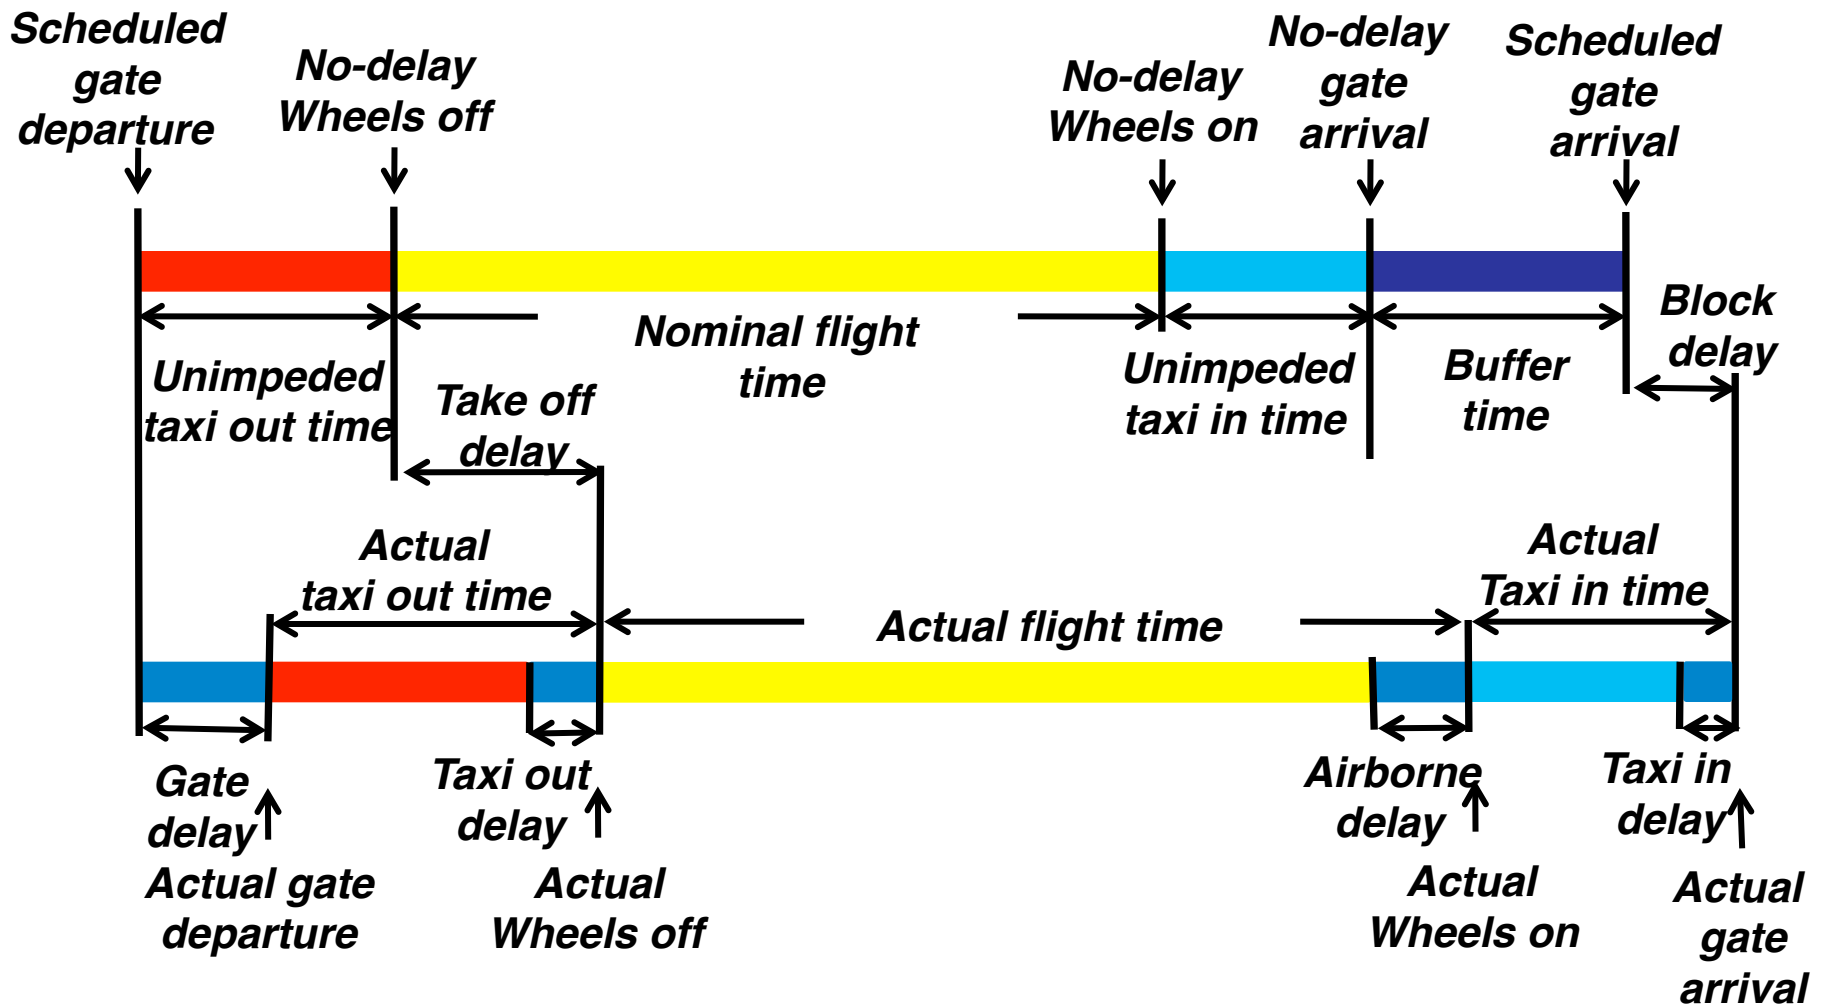 Scheduled
gate
departure
No-delay
Wheels off
No-delay
Wheels on
No-delay
gate
arrival
Scheduled
gate
arrival
Unimpeded
taxi out time
Nominal flight
time
Unimpeded
taxi in time
Buffer
time
Block
delay
Take off
delay
Actual
taxi out time
Actual flight time
Actual
Taxi in time
Gate
delay
Taxi out
delay
Airborne
delay
Taxi in
delay
Actual gate
departure
Actual
Wheels off
Actual
Wheels on
Actual
gate
arrival